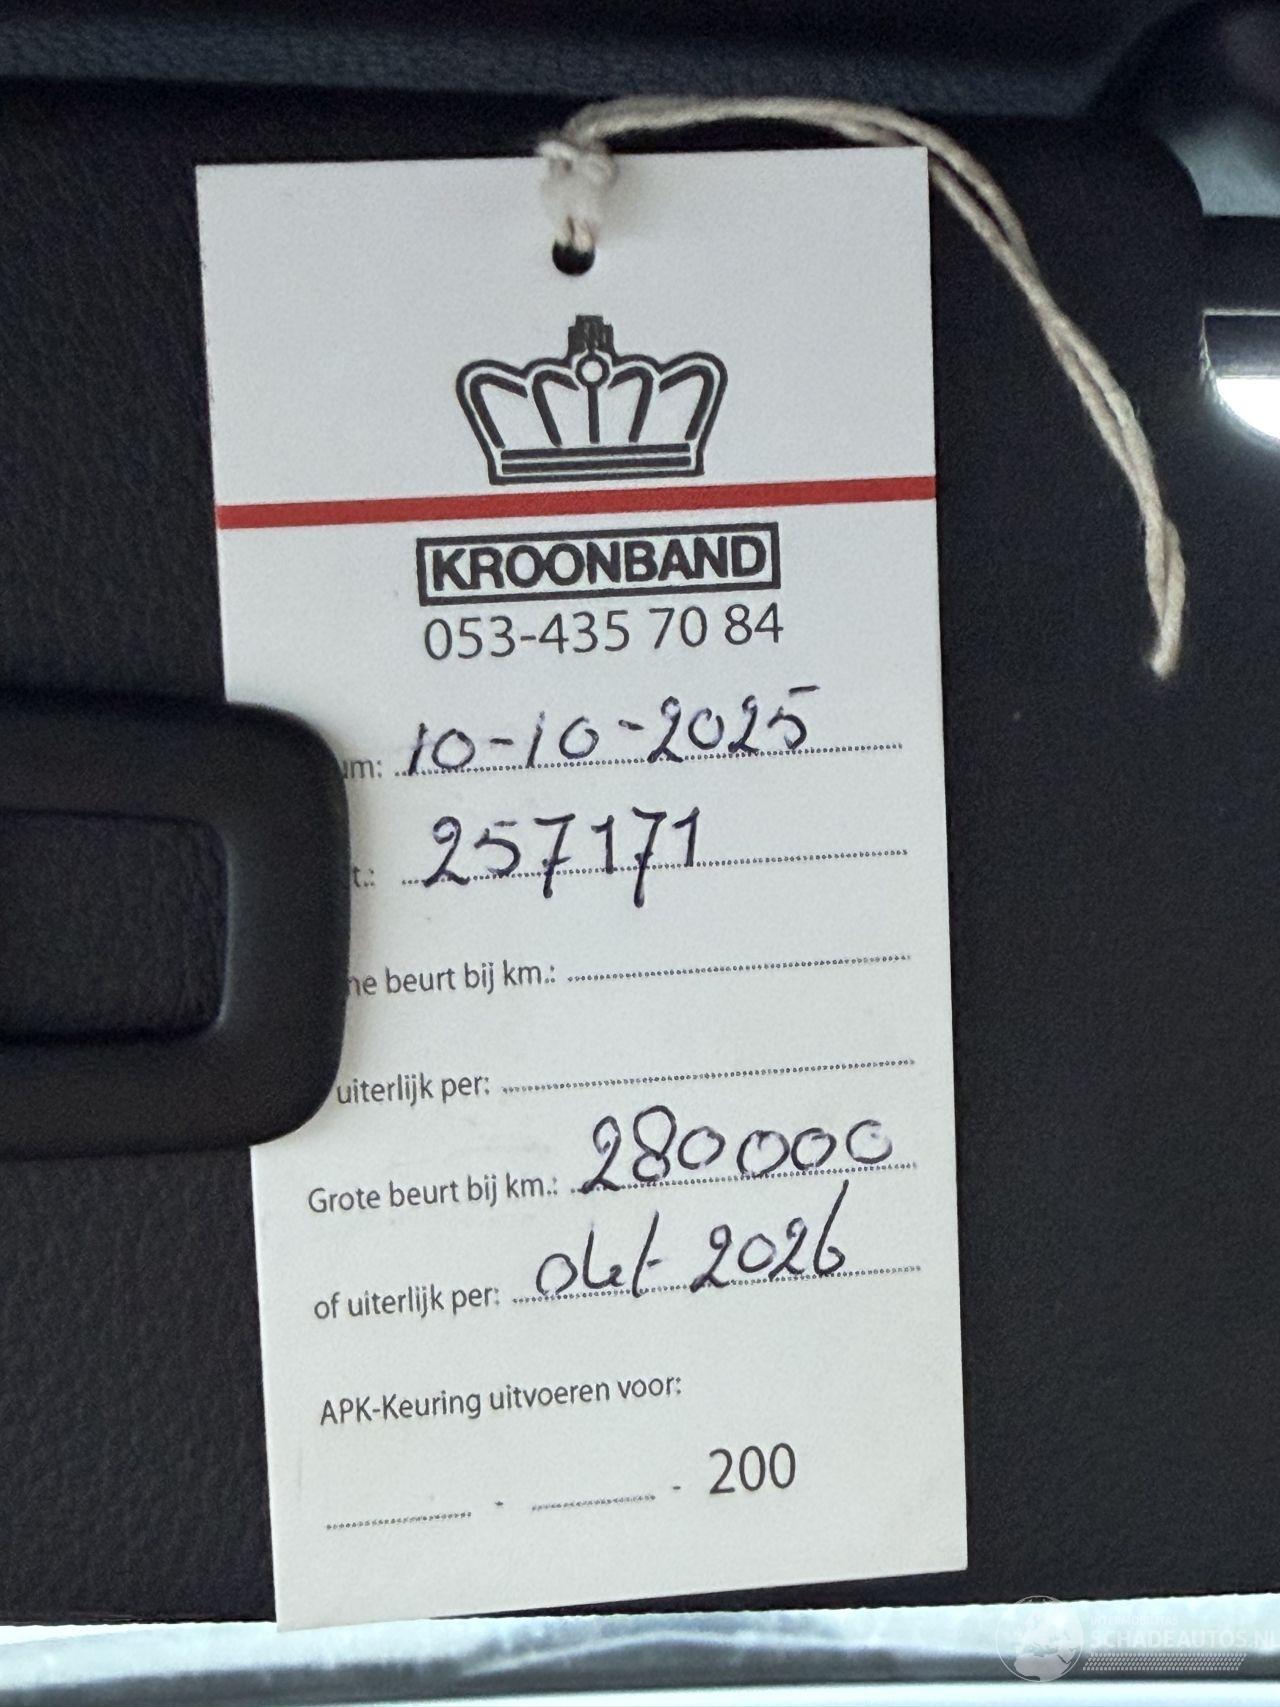 KROONBAND
053-435 70 84
um: 10-10-2025
t.: 257171
ne beurt bij km.:
uiterlijk per:
Grote beurt bij km.: 280000
of uiterlijk per: okt 2026
APK-Keuring uitvoeren voor:
- - 200
SCHADEAUTOS.NL